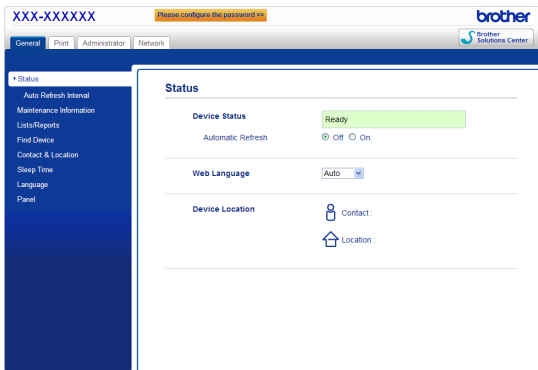 XXX-XXXXXX
Please configure the password >>
brother
General Print Administrator Network
Brother
Solutions Center
Status
Auto Refresh Interval
Maintenance Information
Lists/Reports
Find Device
Contact & Location
Sleep Time
Language
Panel
Status
Device Status Ready
Automatic Refresh Off On
Web Language Auto
Device Location Contact :
Location :